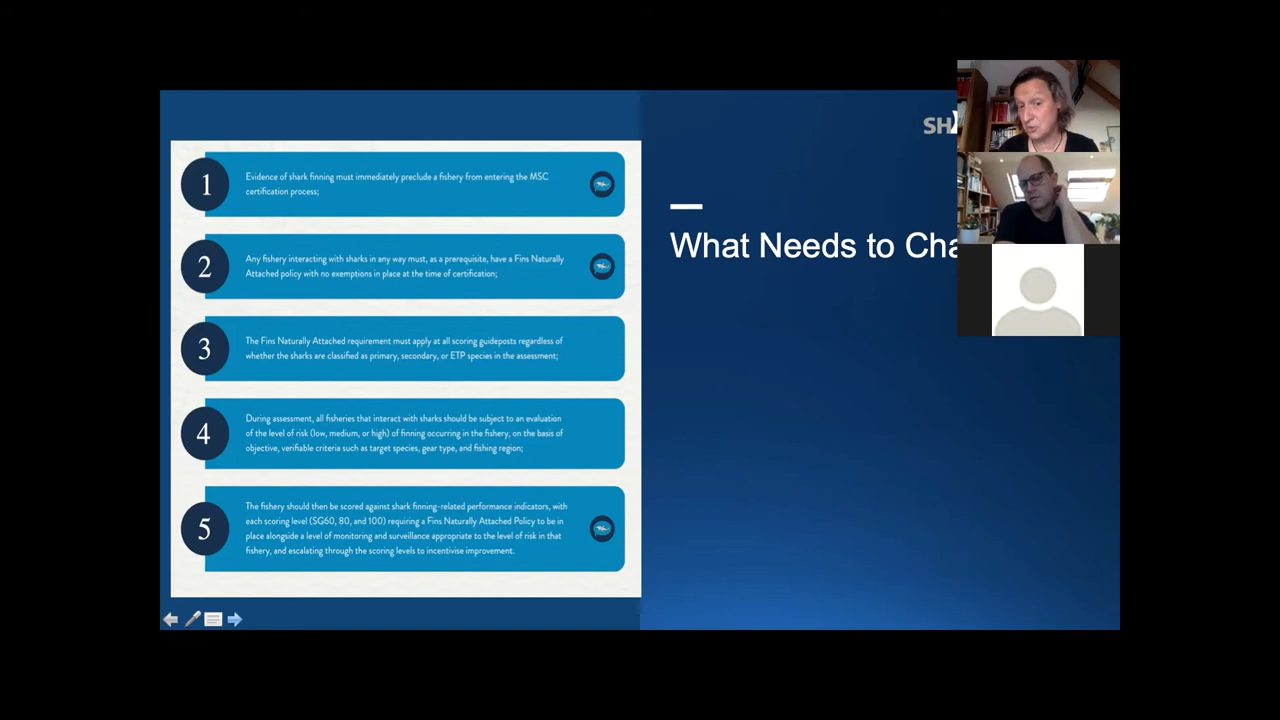 1
Evidence of shark finning must immediately preclude a fishery from entering the MSC
certification process;
2
Any fishery interacting with sharks in any way must, as a prerequisite, have a Fins Naturally
Attached policy with no exemptions in place at the time of certification;
3
The Fins Naturally Attached requirement must apply at all scoring guideposts regardless of
whether the sharks are classified as primary, secondary, or ETP species in the assessment;
4
During assessment, all fisheries that interact with sharks should be subject to an evaluation
of the level of risk (low, medium, or high) of finning occurring in the fishery, on the basis of
objective, verifiable criteria such as target species, gear type, and fishing region;
5
The fishery should then be scored against shark finning-related performance indicators, with
each scoring level (SG60, 80, and 100) requiring a Fins Naturally Attached Policy to be in
place alongside a level of monitoring and surveillance appropriate to the level of risk in that
fishery, and escalating through the scoring levels to incentivise improvement.
SH
What Needs to Cha